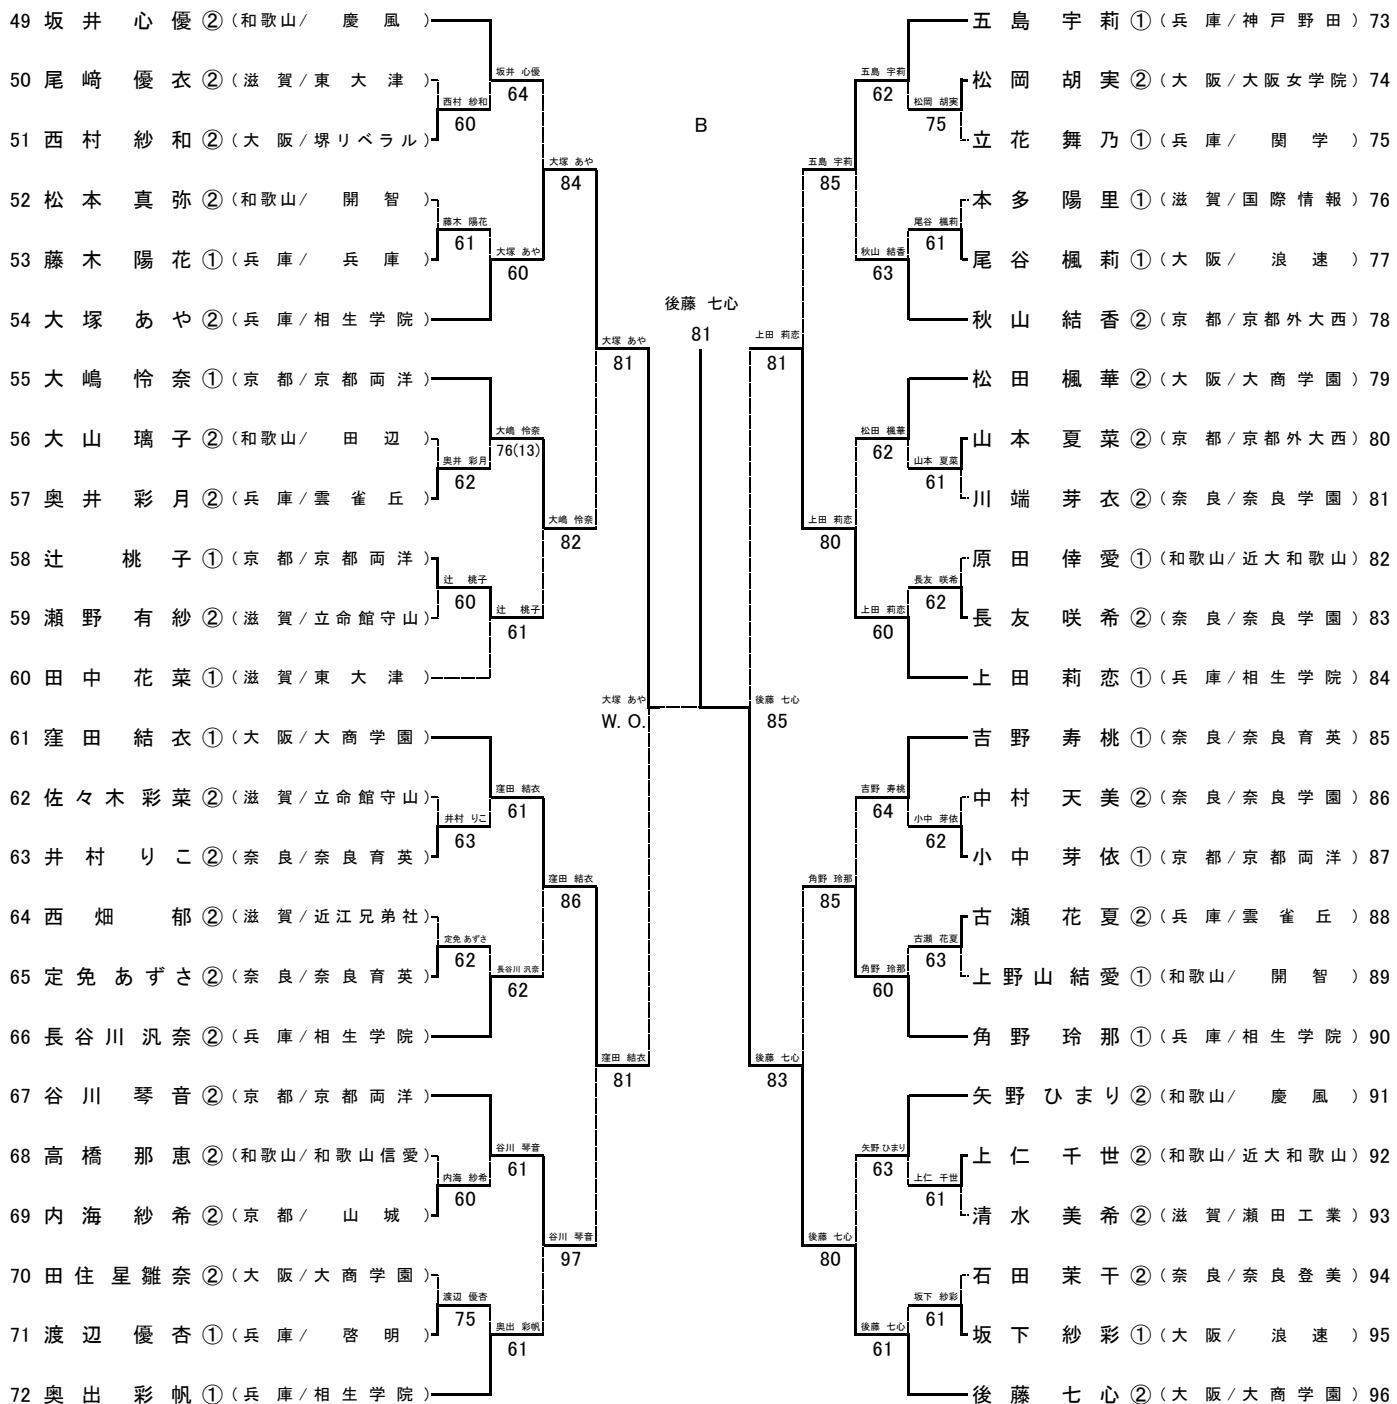 49 坂井 心優 ② (和歌山/慶風)
坂井 心優
64
50 尾﨑 優衣 ② (滋賀/東大津)
西村 紗和
60
51 西村 紗和 ② (大阪/堺リベラル)
大塚 あや
84
52 松本 真弥 ② (和歌山/開智)
藤木 陽花
61
53 藤木 陽花 ① (兵庫/兵庫)
大塚 あや
60
54 大塚 あや ② (兵庫/相生学院)
大塚 あや
81
55 大嶋 怜奈 ① (京都/京都両洋)
大嶋 怜奈
76(13)
56 大山 璃子 ② (和歌山/田辺)
奥井 彩月
62
57 奥井 彩月 ② (兵庫/雲雀丘)
大嶋 怜奈
82
58 辻 桃子 ① (京都/京都両洋)
辻 桃子
60
59 瀬野 有紗 ② (滋賀/立命館守山)
辻 桃子
61
60 田中 花菜 ① (滋賀/東大津)
大塚 あや
W. O.
61 窪田 結衣 ① (大阪/大商学園)
窪田 結衣
61
62 佐々木 彩菜 ② (滋賀/立命館守山)
井村 りこ
63
63 井村 りこ ② (奈良/奈良育英)
窪田 結衣
86
64 西畑 郁 ② (滋賀/近江兄弟社)
定免 あずさ
62
65 定免 あずさ ② (奈良/奈良育英)
長谷川 汎奈
62
66 長谷川 汎奈 ② (兵庫/相生学院)
窪田 結衣
81
67 谷川 琴音 ② (京都/京都両洋)
谷川 琴音
61
68 高橋 那恵 ② (和歌山/和歌山信愛)
内海 紗希
60
69 内海 紗希 ② (京都/山城)
谷川 琴音
97
70 田住 星雛奈 ② (大阪/大商学園)
渡辺 優杏
75
71 渡辺 優杏 ① (兵庫/啓明)
奥出 彩帆
61
72 奥出 彩帆 ① (兵庫/相生学院)
B
後藤 七心
81
五島 宇莉 ① (兵庫/神戸野田) 73
五島 宇莉
62
松岡 胡実 ② (大阪/大阪女学院) 74
松岡 胡実
75
立花 舞乃 ① (兵庫/関学) 75
五島 宇莉
85
本多 陽里 ① (滋賀/国際情報) 76
尾谷 楓莉
61
尾谷 楓莉 ① (大阪/浪速) 77
秋山 結香
63
秋山 結香 ② (京都/京都外大西) 78
上田 莉恋
81
松田 楓華 ② (大阪/大商学園) 79
松田 楓華
62
山本 夏菜 ② (京都/京都外大西) 80
山本 夏菜
61
川端 芽衣 ② (奈良/奈良学園) 81
上田 莉恋
80
原田 倖愛 ① (和歌山/近大和歌山) 82
長友 咲希
62
長友 咲希 ② (奈良/奈良学園) 83
上田 莉恋
60
上田 莉恋 ① (兵庫/相生学院) 84
後藤 七心
85
吉野 寿桃 ① (奈良/奈良育英) 85
吉野 寿桃
64
中村 天美 ② (奈良/奈良学園) 86
小中 芽依
62
小中 芽依 ① (京都/京都両洋) 87
角野 玲那
85
古瀬 花夏 ② (兵庫/雲雀丘) 88
古瀬 花夏
63
上野山 結愛 ① (和歌山/開智) 89
角野 玲那
60
角野 玲那 ① (兵庫/相生学院) 90
後藤 七心
83
矢野 ひまり ② (和歌山/慶風) 91
矢野 ひまり
63
上仁 千世 ② (和歌山/近大和歌山) 92
上仁 千世
61
清水 美希 ② (滋賀/瀬田工業) 93
後藤 七心
80
石田 茉干 ② (奈良/奈良登美) 94
坂下 紗彩
61
坂下 紗彩 ① (大阪/浪速) 95
後藤 七心
61
後藤 七心 ② (大阪/大商学園) 96